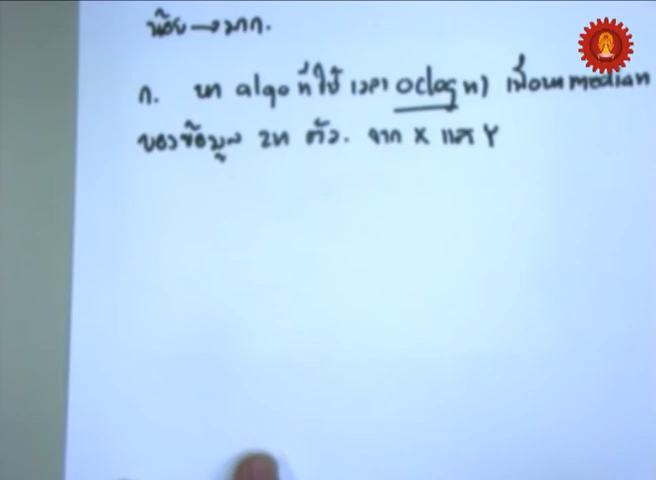 น้อย → มาก.
ก. หา algo ที่ใช้ เวลา O(log n) เพื่อหา median
ของข้อมูล 2n ตัว. จาก X และ Y